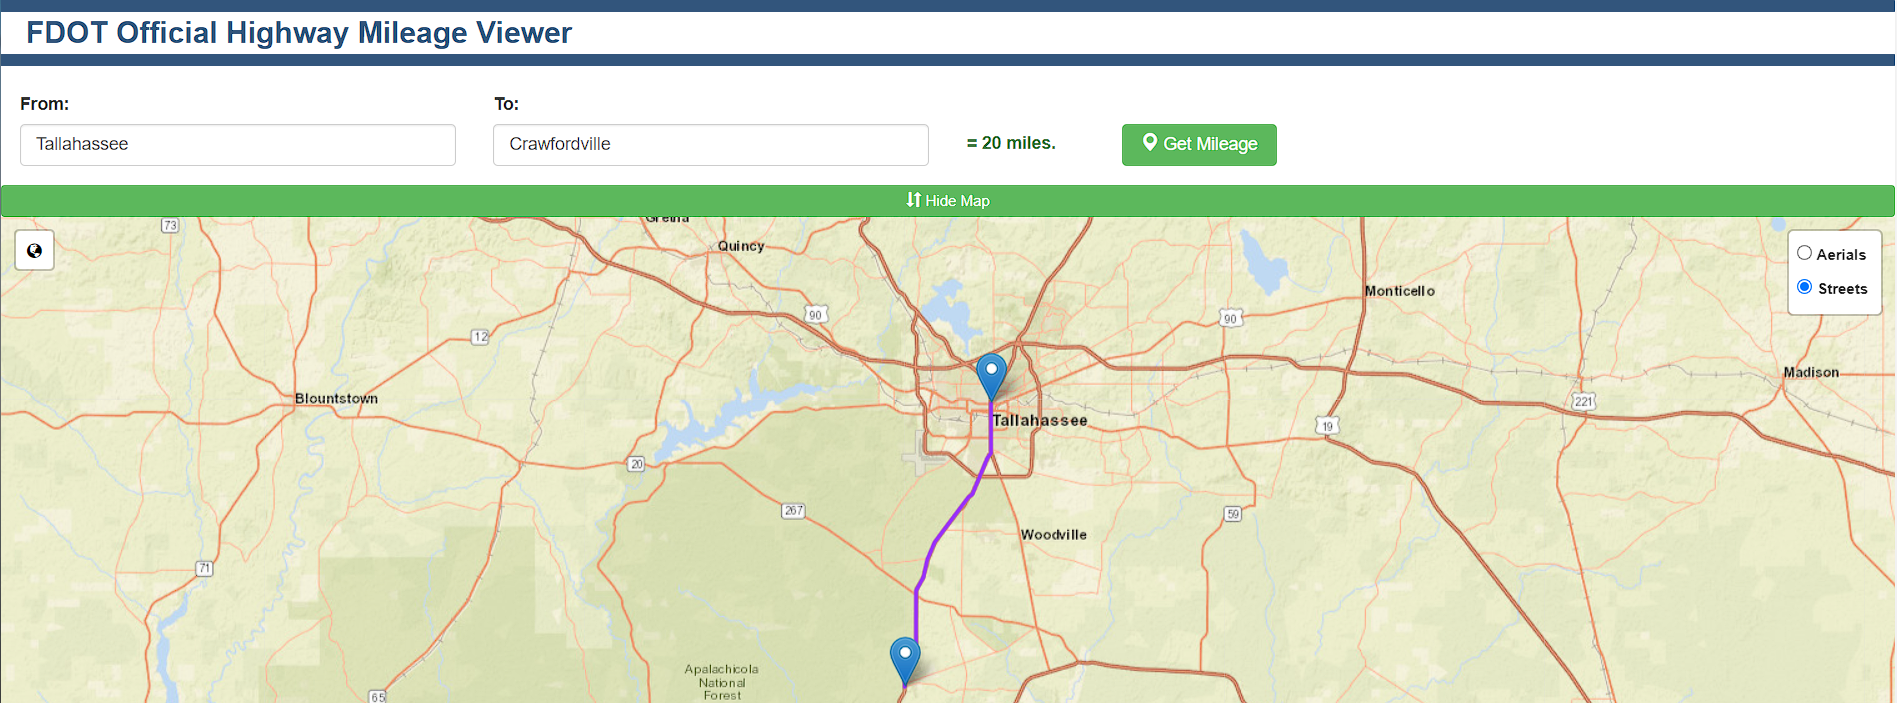 FDOT Official Highway Mileage Viewer
From:
To:
Tallahassee
Crawfordville
= 20 miles.
Get Mileage
Hide Map
73
Gretna
Quincy
Aerials
Streets
Monticello
90
90
12
Madison
Blountstown
221
Tallahassee
19
20
267
59
Woodville
71
Apalachicola
National
Forest
65